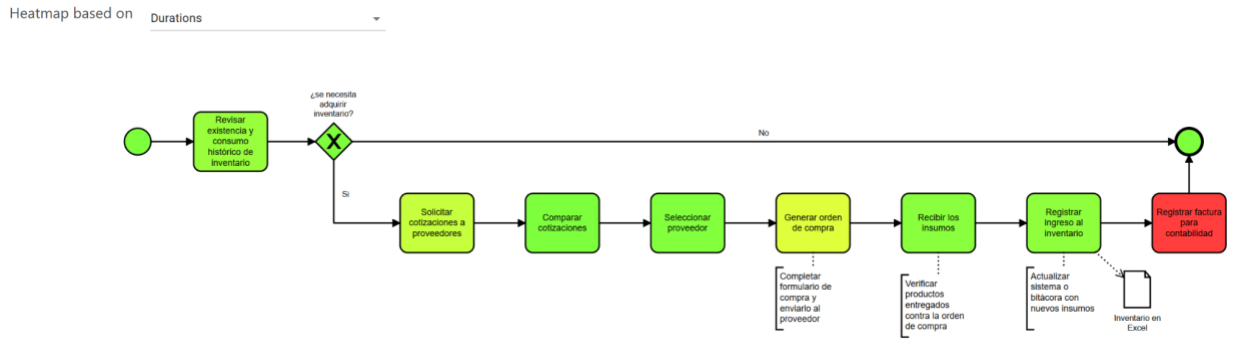 Heatmap based on
Durations
¿se necesita
adquirir
inventario?
Revisar
existencia y
consumo
histórico de
inventario
X
No
Si
Solicitar
cotizaciones a
proveedores
Comparar
cotizaciones
Seleccionar
proveedor
Generar orden
de compra
Recibir los
insumos
Registrar
ingreso al
inventario
Registrar factura
para
contabilidad
Completar
formulario de
compra y
enviarlo al
proveedor
Verificar
productos
entregados
contra la orden
de compra
Actualizar
sistema o
bitácora con
nuevos insumos
Inventario en
Excel